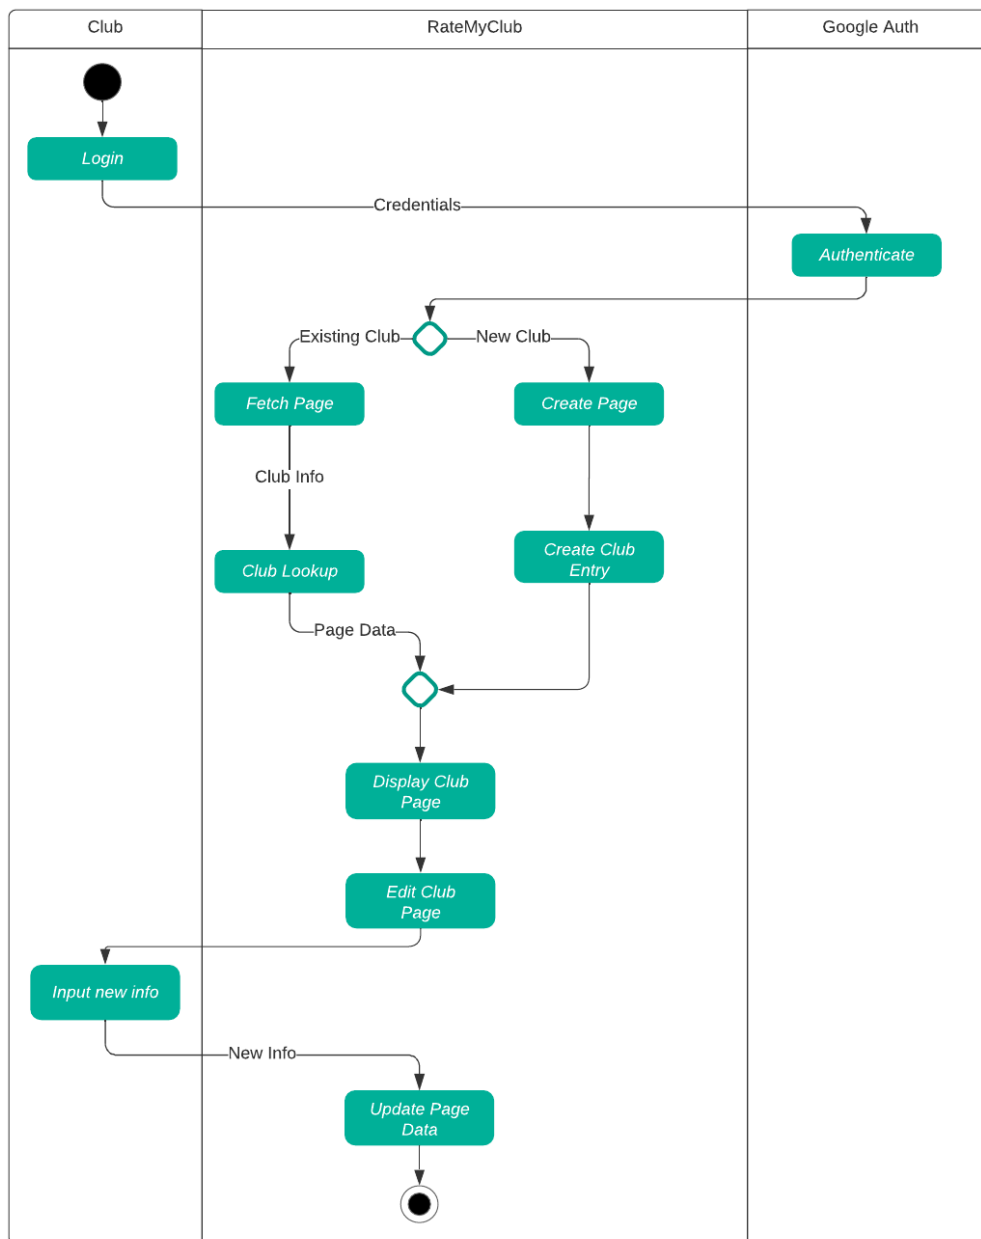 Club
RateMyClub
Google Auth
Login
Credentials
Authenticate
Existing Club
New Club
Fetch Page
Create Page
Club Info
Create Club
Entry
Club Lookup
Page Data
Display Club
Page
Edit Club
Page
Input new info
New Info
Update Page
Data